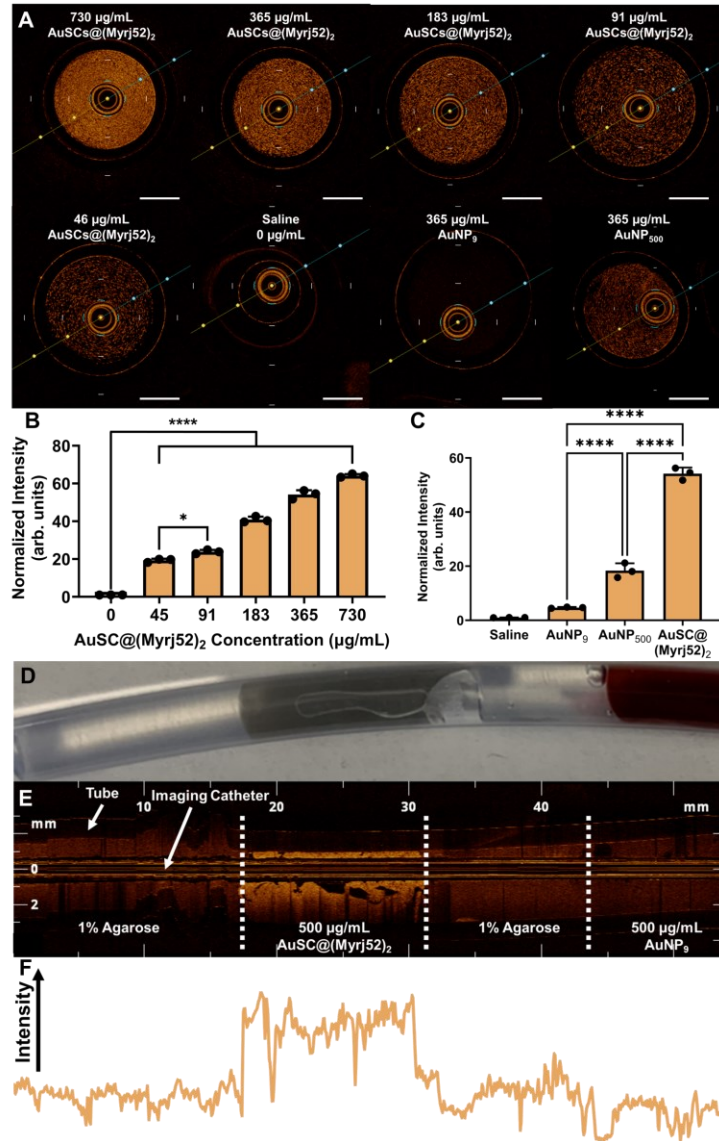 A
730 µg/mL
AuSCs@(Myrj52)₂
365 µg/mL
AuSCs@(Myrj52)₂
183 µg/mL
AuSCs@(Myrj52)₂
91 µg/mL
AuSCs@(Myrj52)₂
46 µg/mL
AuSCs@(Myrj52)₂
Saline
0 µg/mL
365 µg/mL
AuNP₉
365 µg/mL
AuNP₅₀₀
B
Normalized Intensity
(arb. units)
80
60
40
20
0
****
*
0 45 91 183 365 730
AuSC@(Myrj52)₂ Concentration (µg/mL)
C
Normalized Intensity
(arb. units)
60
40
20
0
****
**** ****
Saline AuNP₉ AuNP₅₀₀ AuSC@
(Myrj52)₂
D
E
Tube
Imaging Catheter
10 20 30 40 mm
mm
0
2
1% Agarose
500 µg/mL
AuSC@(Myrj52)₂
1% Agarose
500 µg/mL
AuNP₉
F
Intensity